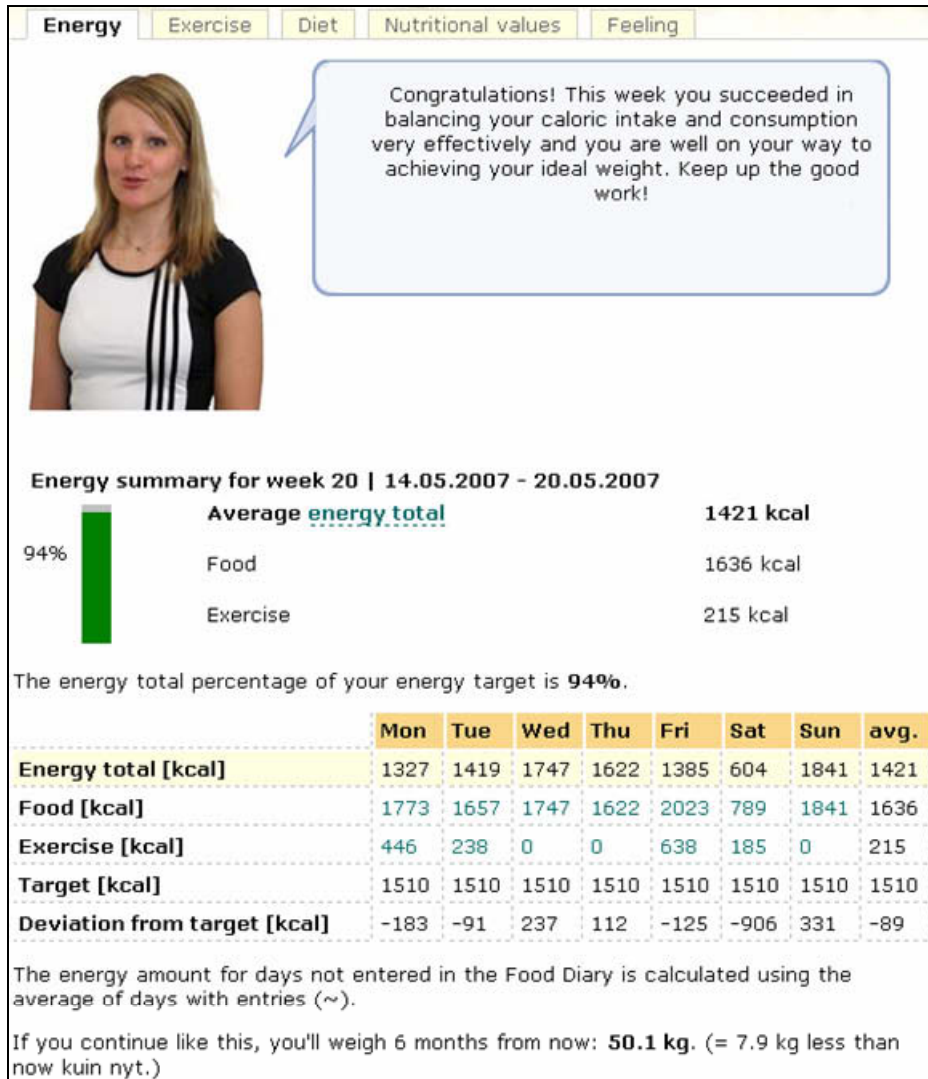 Energy Exercise Diet Nutritional values Feeling
Congratulations! This week you succeeded in
balancing your caloric intake and consumption
very effectively and you are well on your way to
achieving your ideal weight. Keep up the good
work!
Energy summary for week 20 | 14.05.2007 - 20.05.2007
Average energy total 1421 kcal
94%
Food 1636 kcal
Exercise 215 kcal
The energy total percentage of your energy target is 94%.
Mon Tue Wed Thu Fri Sat Sun avg.
Energy total [kcal] 1327 1419 1747 1622 1385 604 1841 1421
Food [kcal] 1773 1657 1747 1622 2023 789 1841 1636
Exercise [kcal] 446 238 0 0 638 185 0 215
Target [kcal] 1510 1510 1510 1510 1510 1510 1510 1510
Deviation from target [kcal] -183 -91 237 112 -125 -906 331 -89
The energy amount for days not entered in the Food Diary is calculated using the
average of days with entries (~).
If you continue like this, you'll weigh 6 months from now: 50.1 kg. (= 7.9 kg less than
now kuin nyt.)